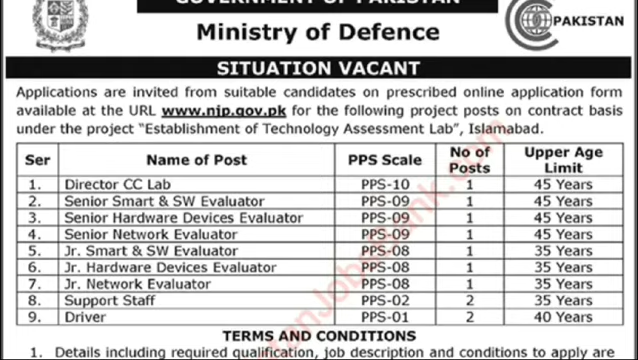 GOVERNMENT OF PAKISTAN
Ministry of Defence
PAKISTAN
SITUATION VACANT
Applications are invited from suitable candidates on prescribed online application form
available at the URL www.njp.gov.pk for the following project posts on contract basis
under the project "Establishment of Technology Assessment Lab", Islamabad.
Ser Name of Post PPS Scale No of Posts Upper Age Limit
1. Director CC Lab PPS-10 1 45 Years
2. Senior Smart & SW Evaluator PPS-09 1 45 Years
3. Senior Hardware Devices Evaluator PPS-09 1 45 Years
4. Senior Network Evaluator PPS-09 1 45 Years
5. Jr. Smart & SW Evaluator PPS-08 1 35 Years
6. Jr. Hardware Devices Evaluator PPS-08 1 35 Years
7. Jr. Network Evaluator PPS-08 1 35 Years
8. Support Staff PPS-02 2 35 Years
9. Driver PPS-01 2 40 Years
TERMS AND CONDITIONS
1. Details including required qualification, job description and conditions to apply are